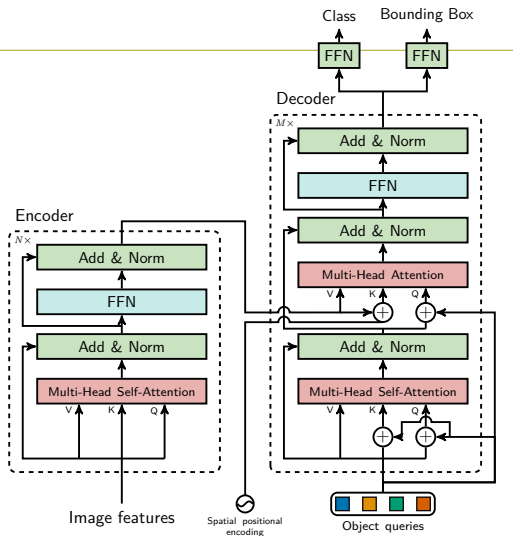 Class
Bounding Box
FFN
FFN
Decoder
M×
Add & Norm
FFN
Add & Norm
Multi-Head Attention
V
K
Q
Add & Norm
Multi-Head Self-Attention
V
K
Q
Encoder
N×
Add & Norm
FFN
Add & Norm
Multi-Head Self-Attention
V
K
Q
Image features
Spatial positional
encoding
Object queries